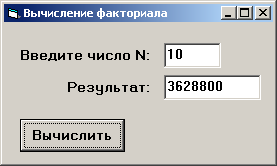 Вычисление факториала
Введите число N: 10
Результат: 3628800
Вычислить